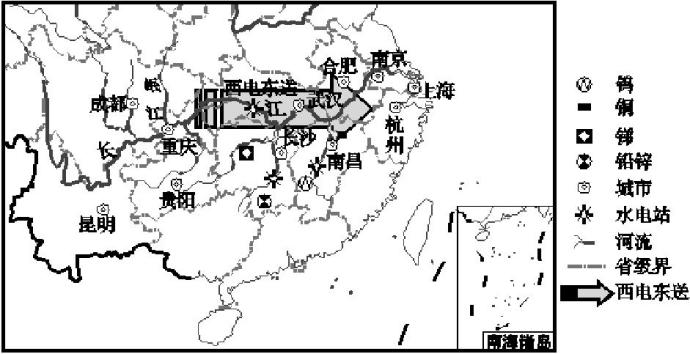 合肥
南京
上海
西电东送
成都
岷江
江
武汉
杭州
长
重庆
长沙
南昌
贵阳
昆明
南海诸岛
钨
铜
锑
铅锌
城市
水电站
河流
省级界
西电东送